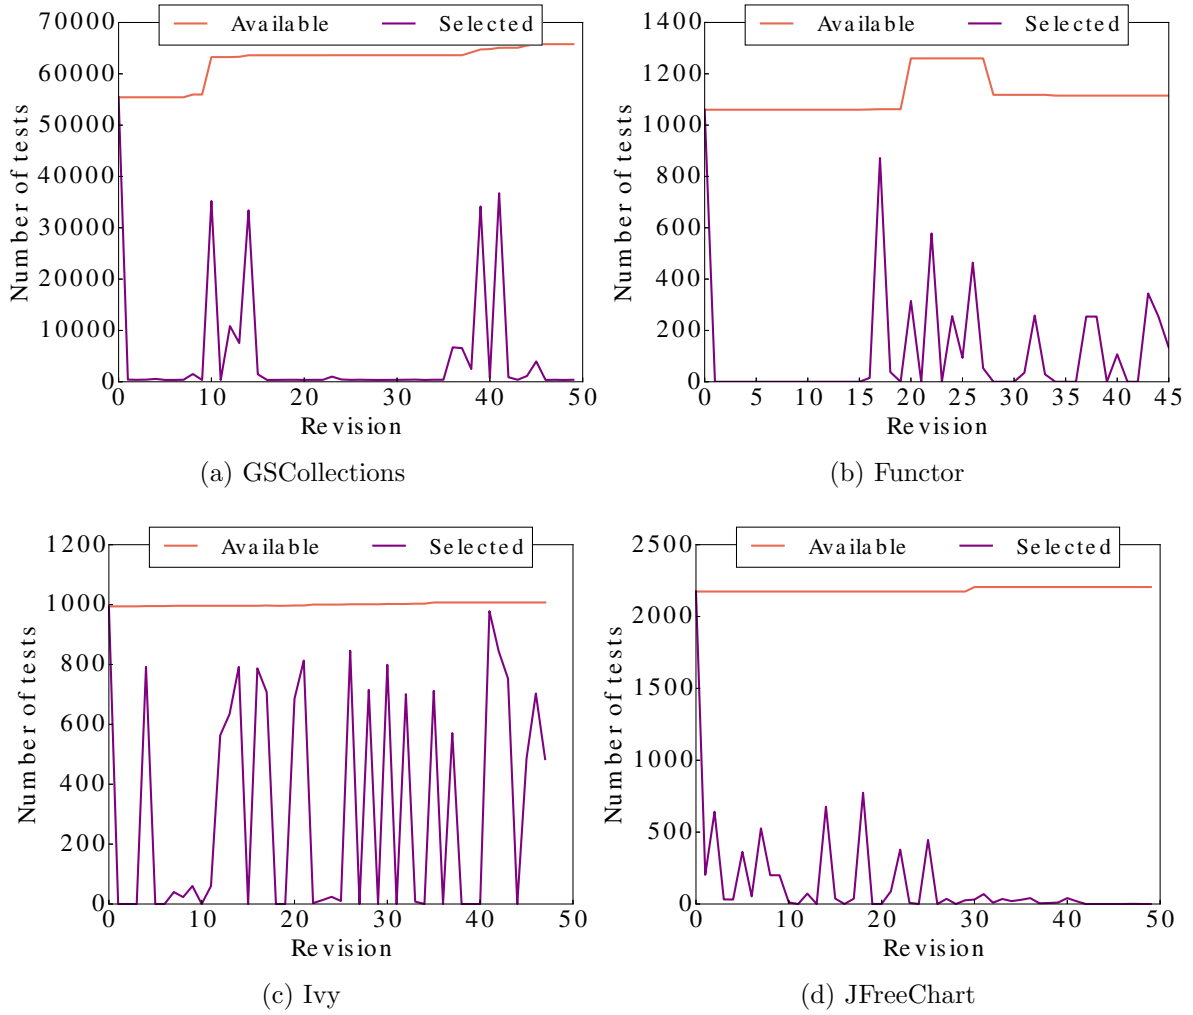 Available Selected
70000
60000
50000
40000
30000
20000
10000
0
Number of tests
0 10 20 30 40 50
Revision
(a) GSCollections
Available Selected
1400
1200
1000
800
600
400
200
0
Number of tests
0 5 10 15 20 25 30 35 40 45
Revision
(b) Functor
Available Selected
1200
1000
800
600
400
200
0
Number of tests
0 10 20 30 40 50
Revision
(c) Ivy
Available Selected
2500
2000
1500
1000
500
0
Number of tests
0 10 20 30 40 50
Revision
(d) JFreeChart